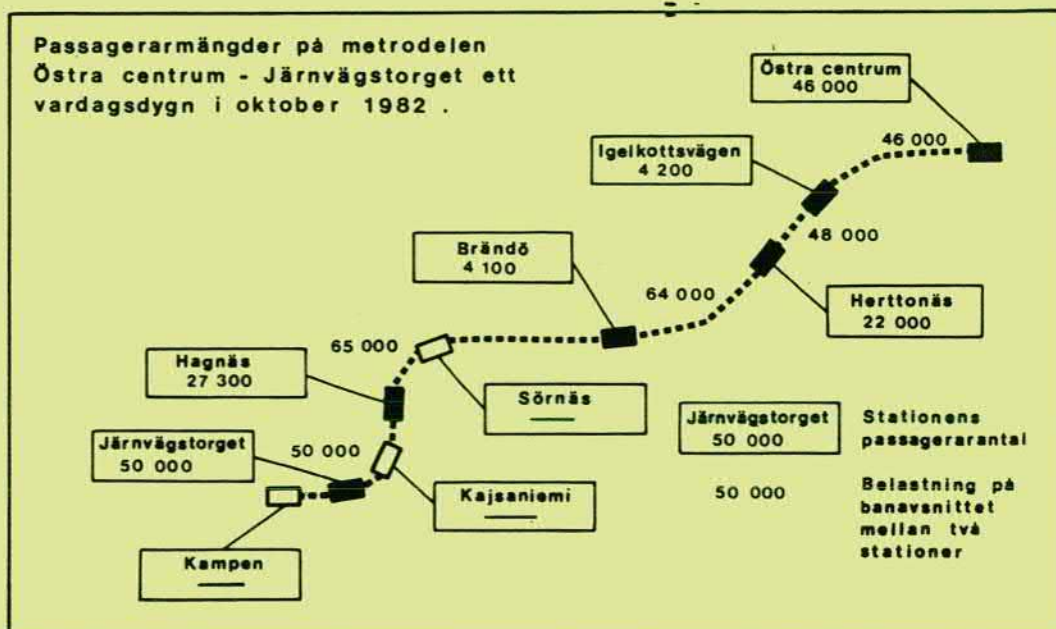 Passagerarmängder på metrodelen
Östra centrum - Järnvägstorget ett
vardagsdygn i oktober 1982 .
Östra centrum
46 000
46 000
Igelkottsvägen
4 200
48 000
Brändö
4 100
64 000
Herttonäs
22 000
65 000
Hagnäs
27 300
Sörnäs
Järnvägstorget
50 000
50 000
Kajsaniemi
Kampen
Järnvägstorget
50 000
Stationens
passagerarantal
50 000
Belastning på
banavsnittet
mellan två
stationer